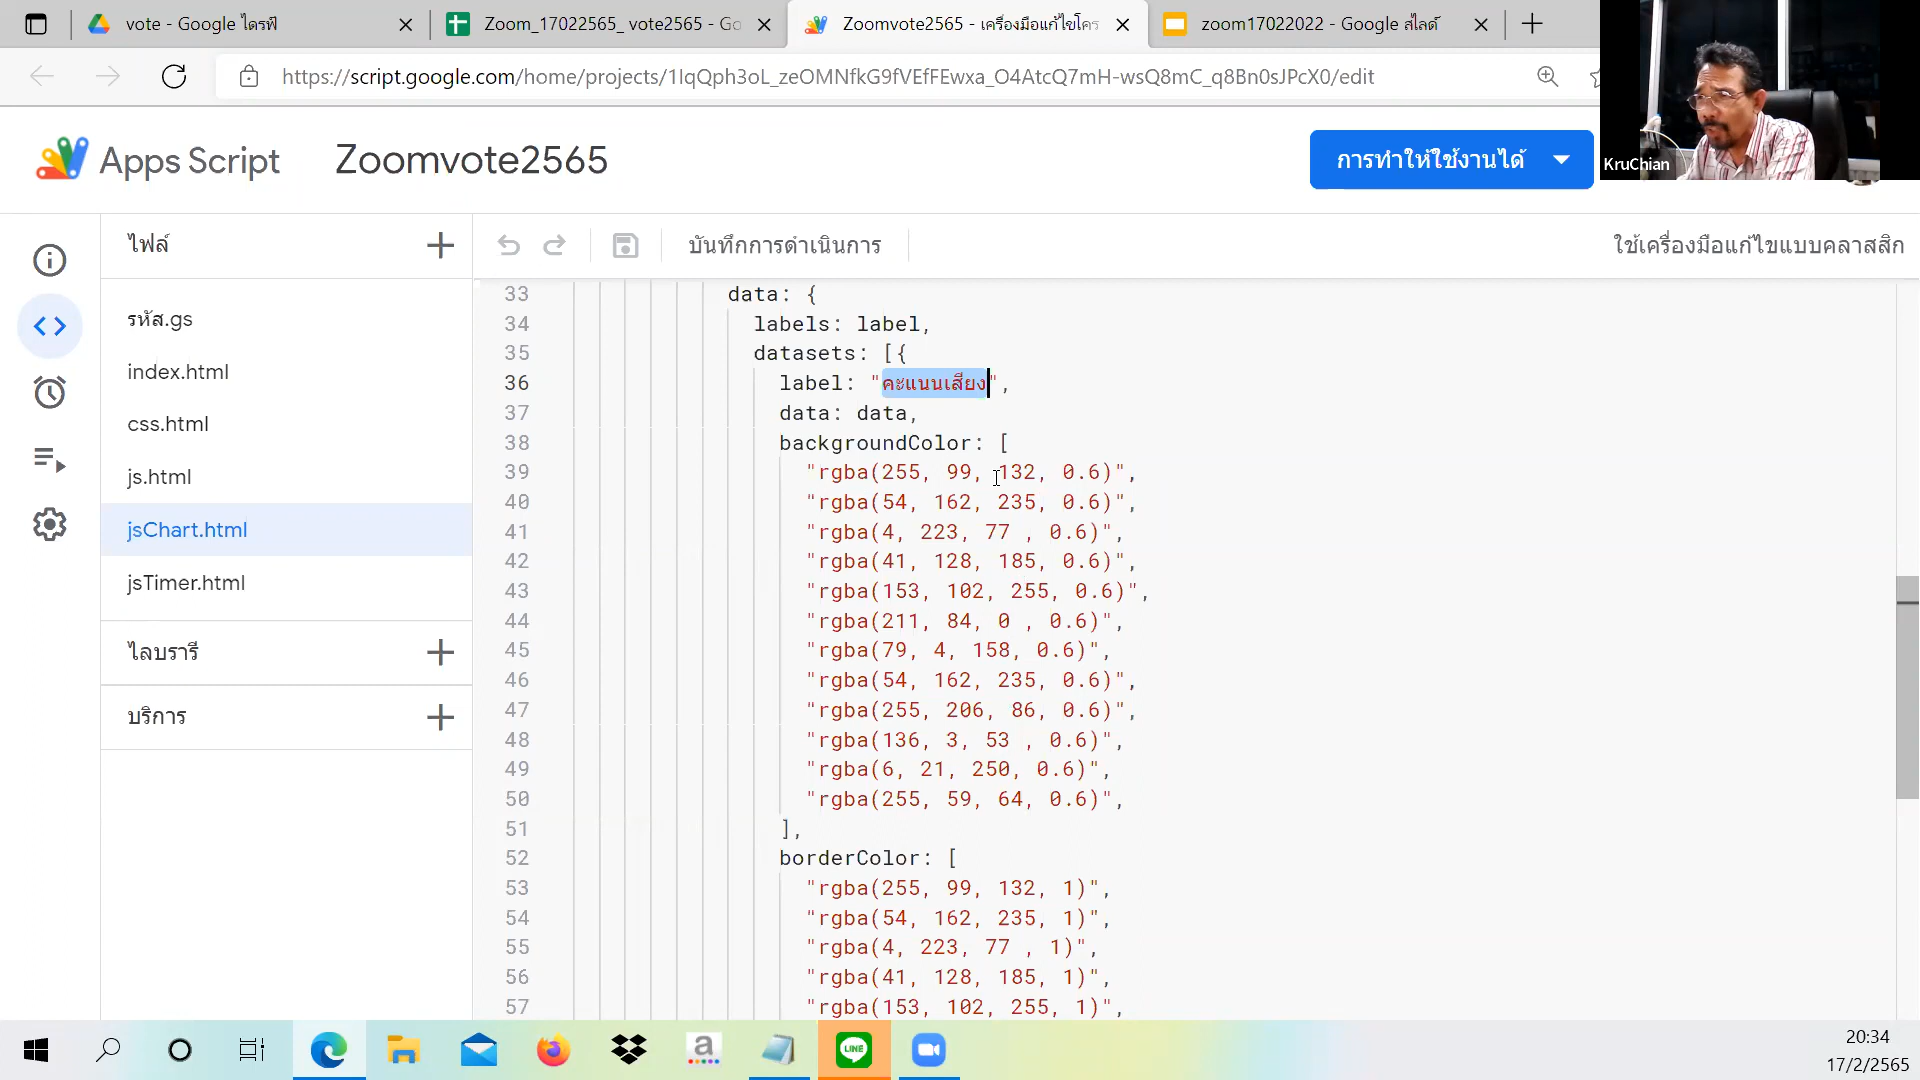 vote - Google ไดรฟ์
Zoom_17022565_ vote2565 - Go
Zoomvote2565 - เครื่องมือแก้ไขโคร
zoom17022022 - Google สไลด์
https://script.google.com/home/projects/1IqQph3oL_zeOMNfkG9fVEfFEwxa_O4AtcQ7mH-wsQ8mC_q8Bn0sJPcX0/edit
Apps Script
Zoomvote2565
การทำให้ใช้งานได้
KruChian
ไฟล์
บันทึกการดำเนินการ
ใช้เครื่องมือแก้ไขแบบคลาสสิก
รหัส.gs
index.html
css.html
js.html
jsChart.html
jsTimer.html
ไลบรารี
บริการ
33 data: {
34 labels: label,
35 datasets: [{
36 label: "คะแนนเสียง",
37 data: data,
38 backgroundColor: [
39 "rgba(255, 99, 132, 0.6)",
40 "rgba(54, 162, 235, 0.6)",
41 "rgba(4, 223, 77 , 0.6)",
42 "rgba(41, 128, 185, 0.6)",
43 "rgba(153, 102, 255, 0.6)",
44 "rgba(211, 84, 0 , 0.6)",
45 "rgba(79, 4, 158, 0.6)",
46 "rgba(54, 162, 235, 0.6)",
47 "rgba(255, 206, 86, 0.6)",
48 "rgba(136, 3, 53 , 0.6)",
49 "rgba(6, 21, 250, 0.6)",
50 "rgba(255, 59, 64, 0.6)",
51 ],
52 borderColor: [
53 "rgba(255, 99, 132, 1)",
54 "rgba(54, 162, 235, 1)",
55 "rgba(4, 223, 77 , 1)",
56 "rgba(41, 128, 185, 1)",
57 "rgba(153, 102, 255, 1)",
a
LINE
20:34
17/2/2565